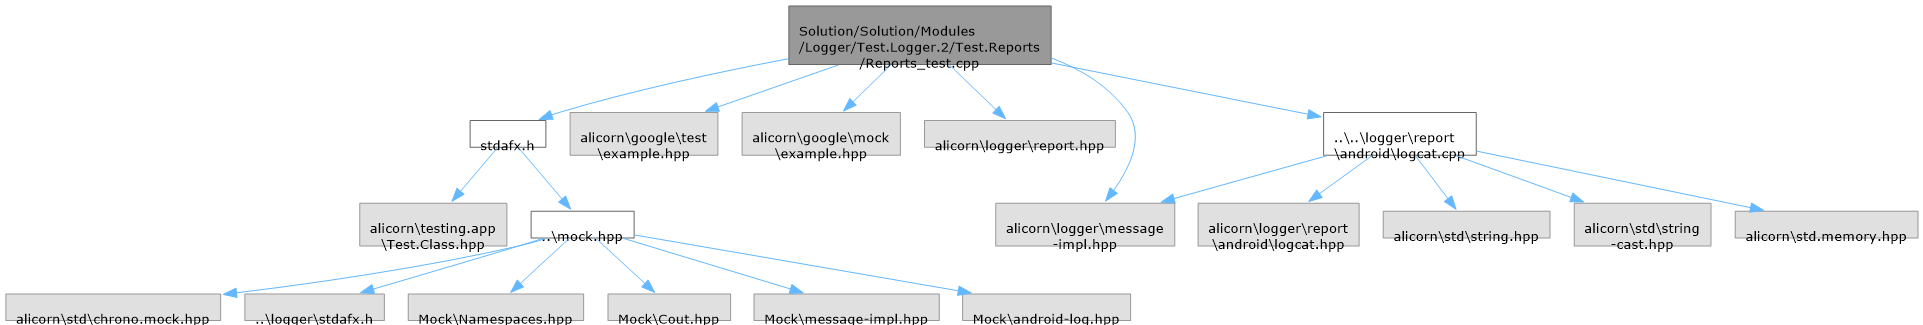 Solution/Solution/Modules
/Logger/Test.Logger.2/Test.Reports
/Reports_test.cpp
stdafx.h
alicorn\google\test
\example.hpp
alicorn\google\mock
\example.hpp
alicorn\logger\report.hpp
..\..\logger\report
\android\logcat.cpp
alicorn\testing.app
\Test.Class.hpp
..\mock.hpp
alicorn\logger\message
-impl.hpp
alicorn\logger\report
\android\logcat.hpp
alicorn\std\string.hpp
alicorn\std\string
-cast.hpp
alicorn\std.memory.hpp
alicorn\std\chrono.mock.hpp
..\logger\stdafx.h
Mock\Namespaces.hpp
Mock\Cout.hpp
Mock\message-impl.hpp
Mock\android-log.hpp